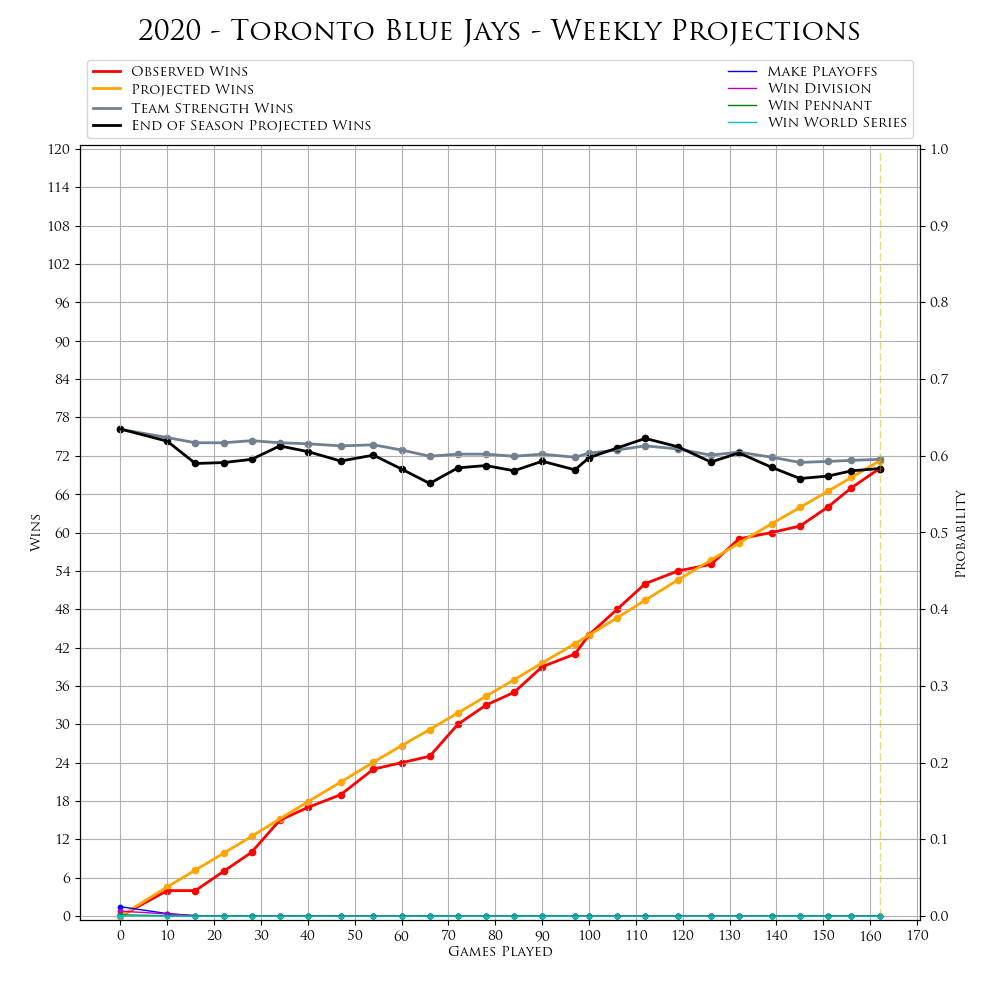 2020 - Toronto Blue Jays - Weekly Projections
Observed Wins
Projected Wins
Team Strength Wins
End of Season Projected Wins
Make Playoffs
Win Division
Win Pennant
Win World Series
120
114
108
102
96
90
84
78
72
66
60
54
48
42
36
30
24
18
12
6
0
Wins
1.0
0.9
0.8
0.7
0.6
0.5
0.4
0.3
0.2
0.1
0.0
Probability
0 10 20 30 40 50 60 70 80 90 100 110 120 130 140 150 160 170
Games Played